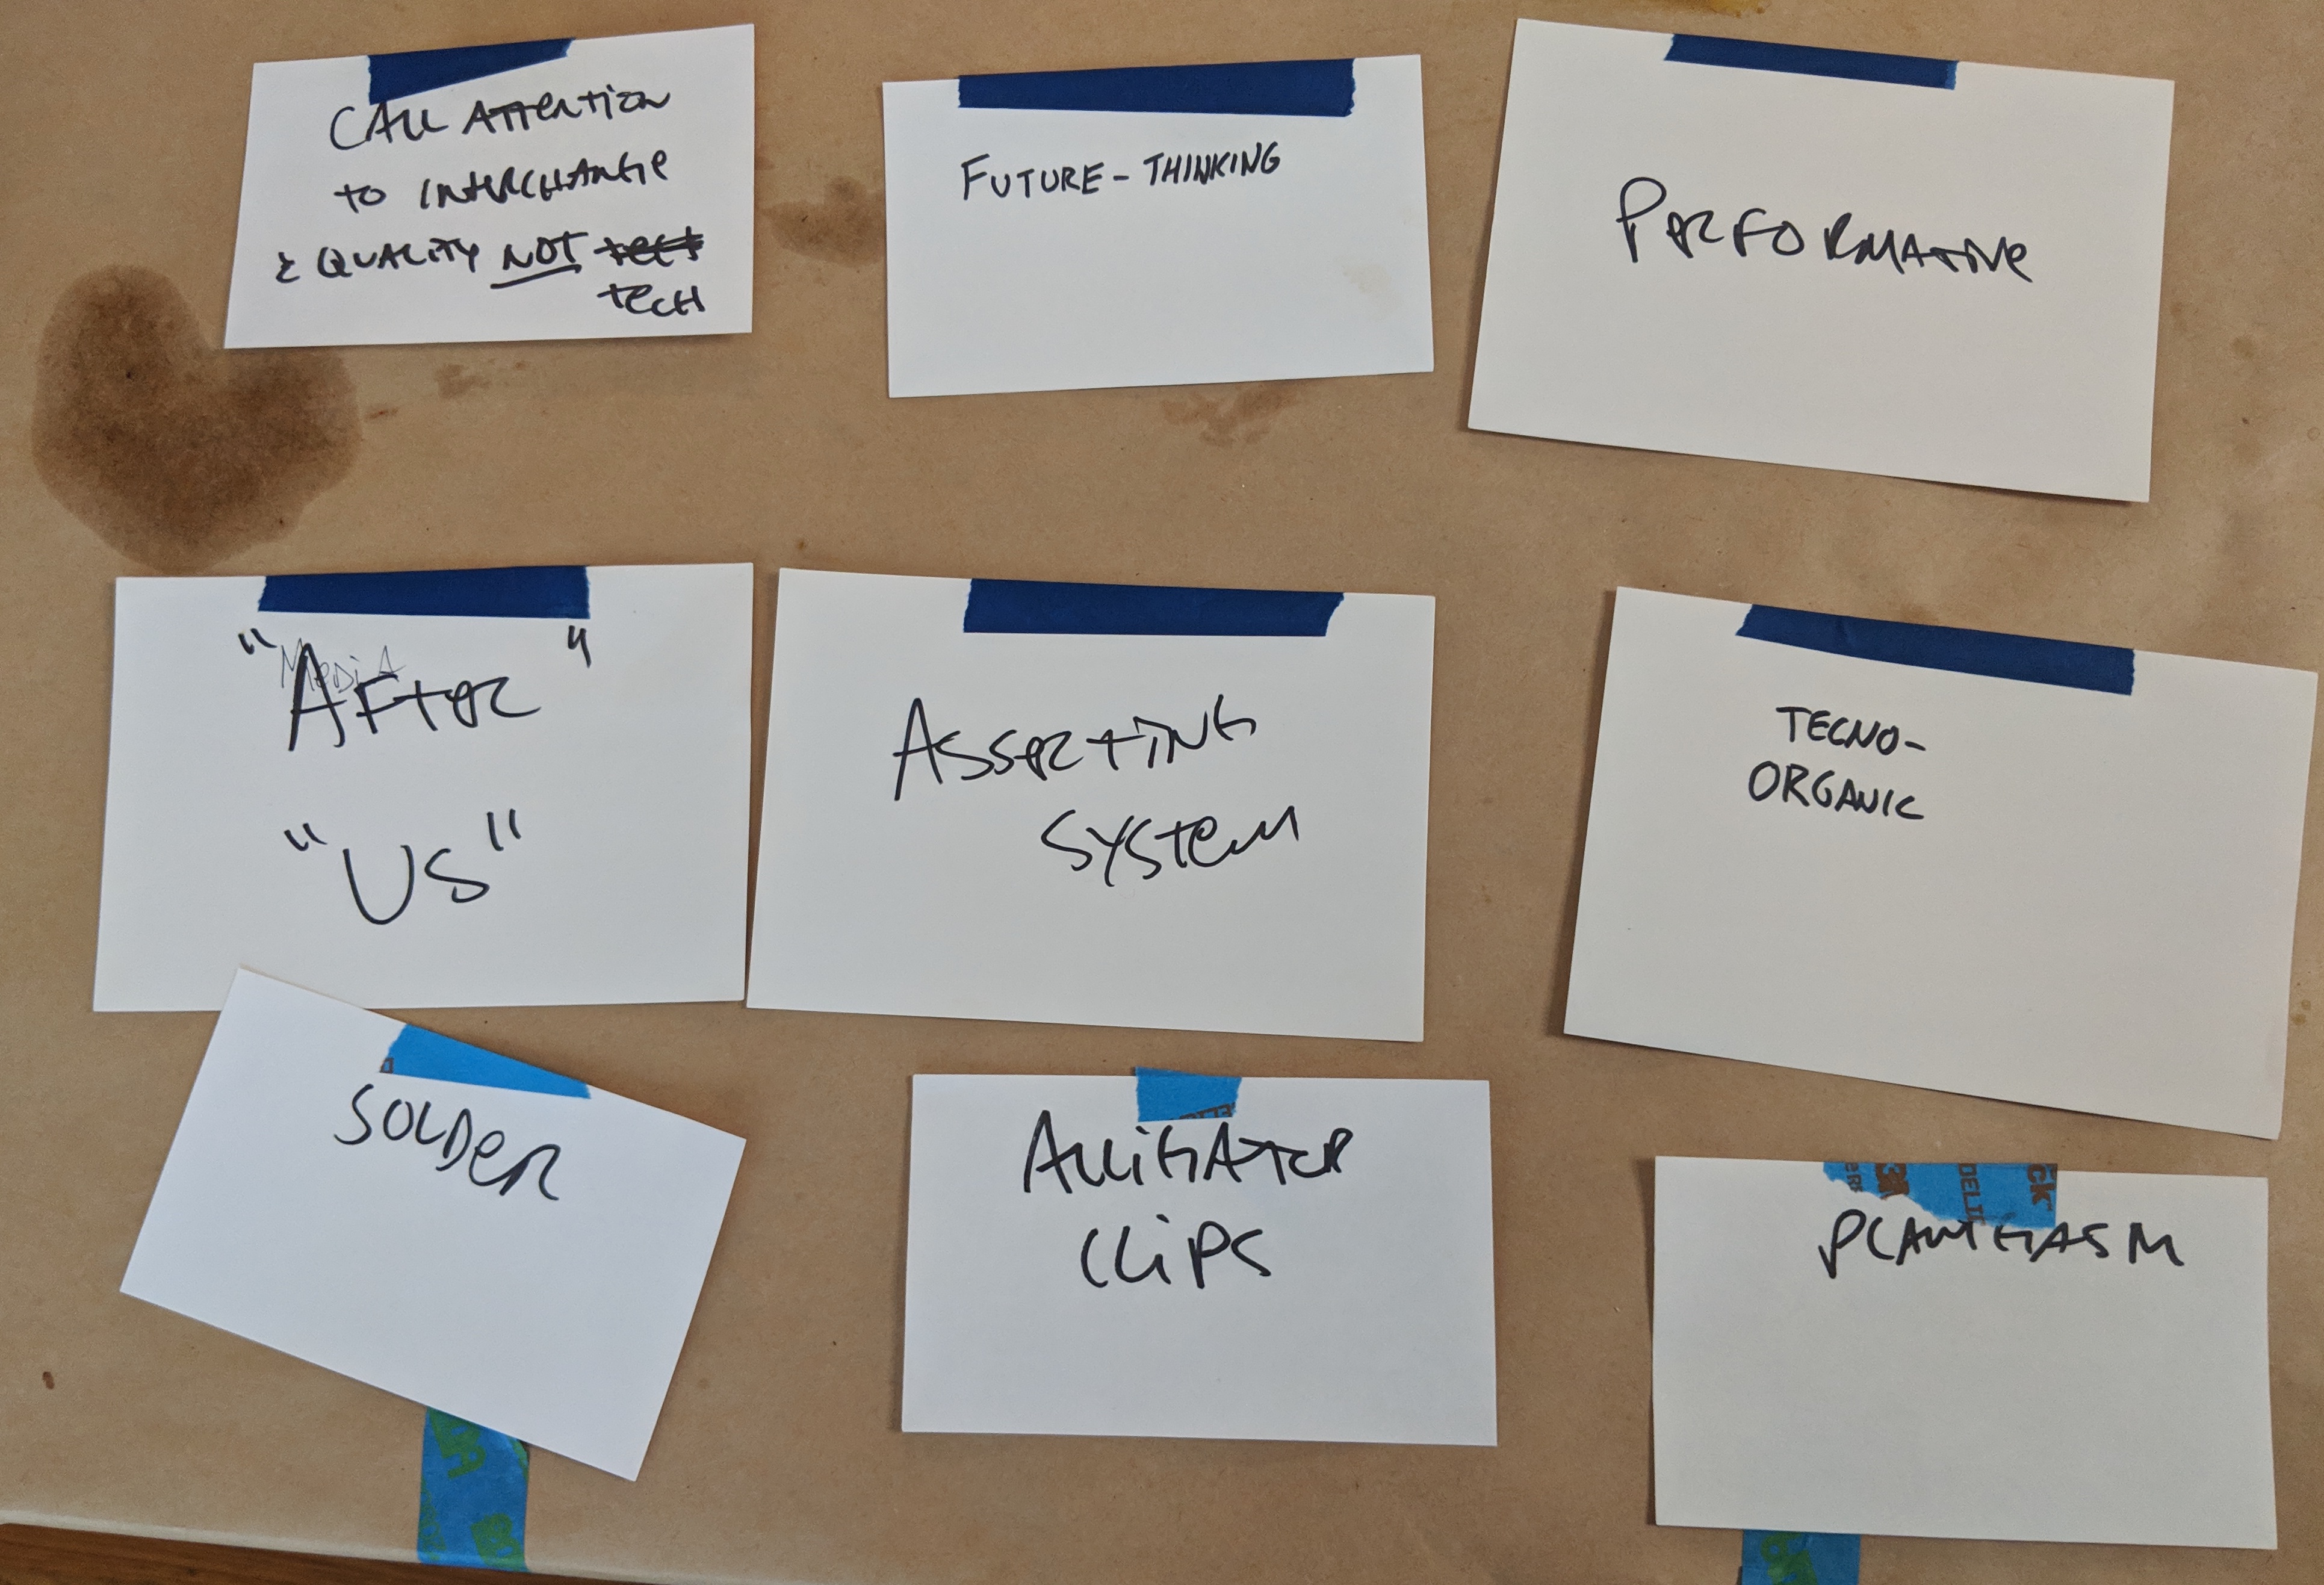 CALL ATTENTION
TO INTERCHANGE
& QUALITY NOT
TECH
FUTURE-THINKING
PERFORMATIVE
MEDIA
"AFTER"
"US"
ASSERTING
SYSTEM
TECNO-
ORGANIC
SOLDER
ALLIGATOR
CLIPS
PLANTGASM